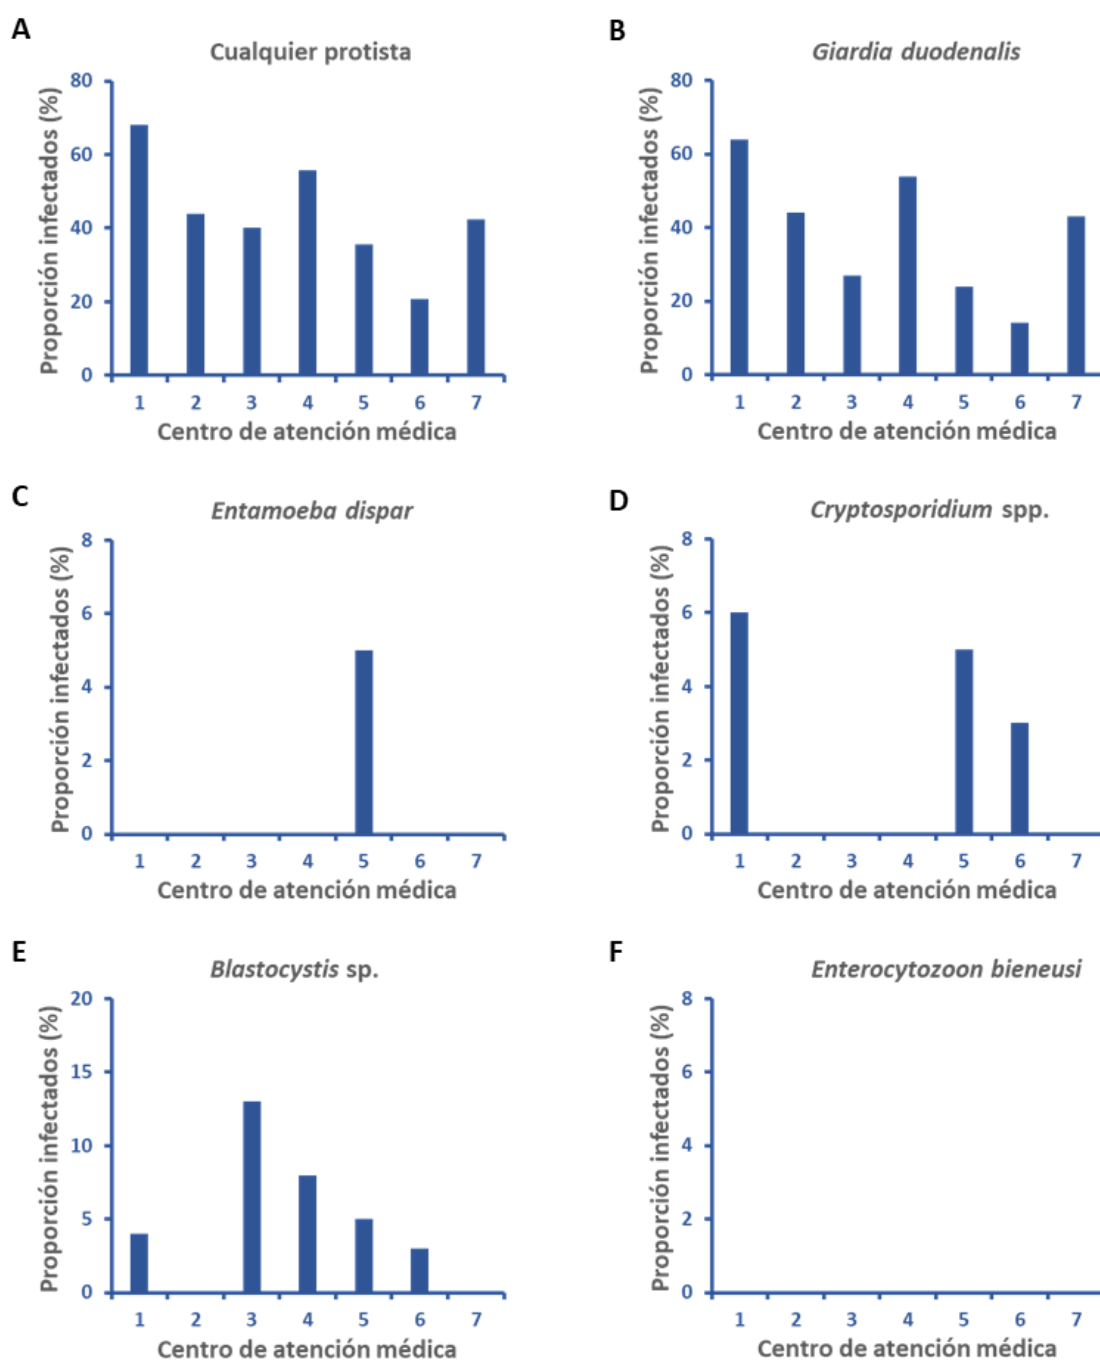 A
Cualquier protista
Proporción infectados (%)
80
60
40
20
0
1 2 3 4 5 6 7
Centro de atención médica
B
Giardia duodenalis
Proporción infectados (%)
80
60
40
20
0
1 2 3 4 5 6 7
Centro de atención médica
C
Entamoeba dispar
Proporción infectados (%)
8
6
4
2
0
1 2 3 4 5 6 7
Centro de atención médica
D
Cryptosporidium spp.
Proporción infectados (%)
8
6
4
2
0
1 2 3 4 5 6 7
Centro de atención médica
E
Blastocystis sp.
Proporción infectados (%)
20
15
10
5
0
1 2 3 4 5 6 7
Centro de atención médica
F
Enterocytozoon bieneusi
Proporción infectados (%)
8
6
4
2
0
1 2 3 4 5 6 7
Centro de atención médica